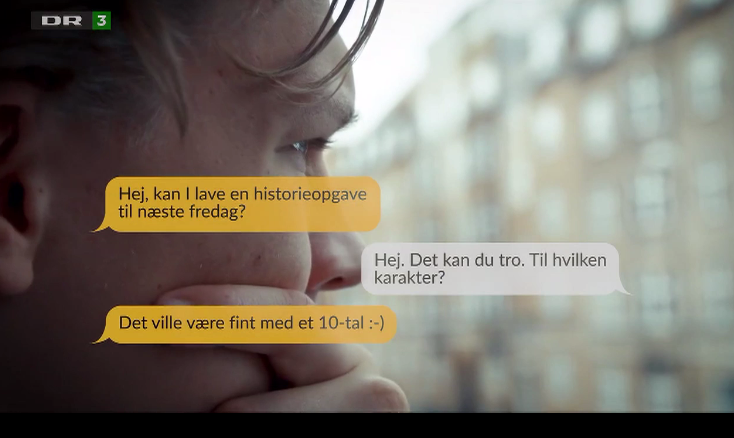 DR 3
Hej, kan I lave en historieopgave
til næste fredag?
Hej. Det kan du tro. Til hvilken
karakter?
Det ville være fint med et 10-tal :-)